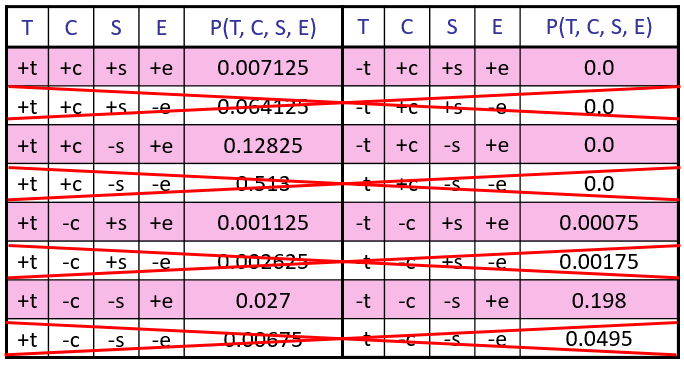 T C S E P(T, C, S, E) T C S E P(T, C, S, E)
+t +c +s +e 0.007125 -t +c +s +e 0.0
+t +c +s -e 0.064125 -t +c +s -e 0.0
+t +c -s +e 0.12825 -t +c -s +e 0.0
+t +c -s -e 0.513 -t +c -s -e 0.0
+t -c +s +e 0.001125 -t -c +s +e 0.00075
+t -c +s -e 0.002625 -t -c +s -e 0.00175
+t -c -s +e 0.027 -t -c -s +e 0.198
+t -c -s -e 0.00675 -t -c -s -e 0.0495